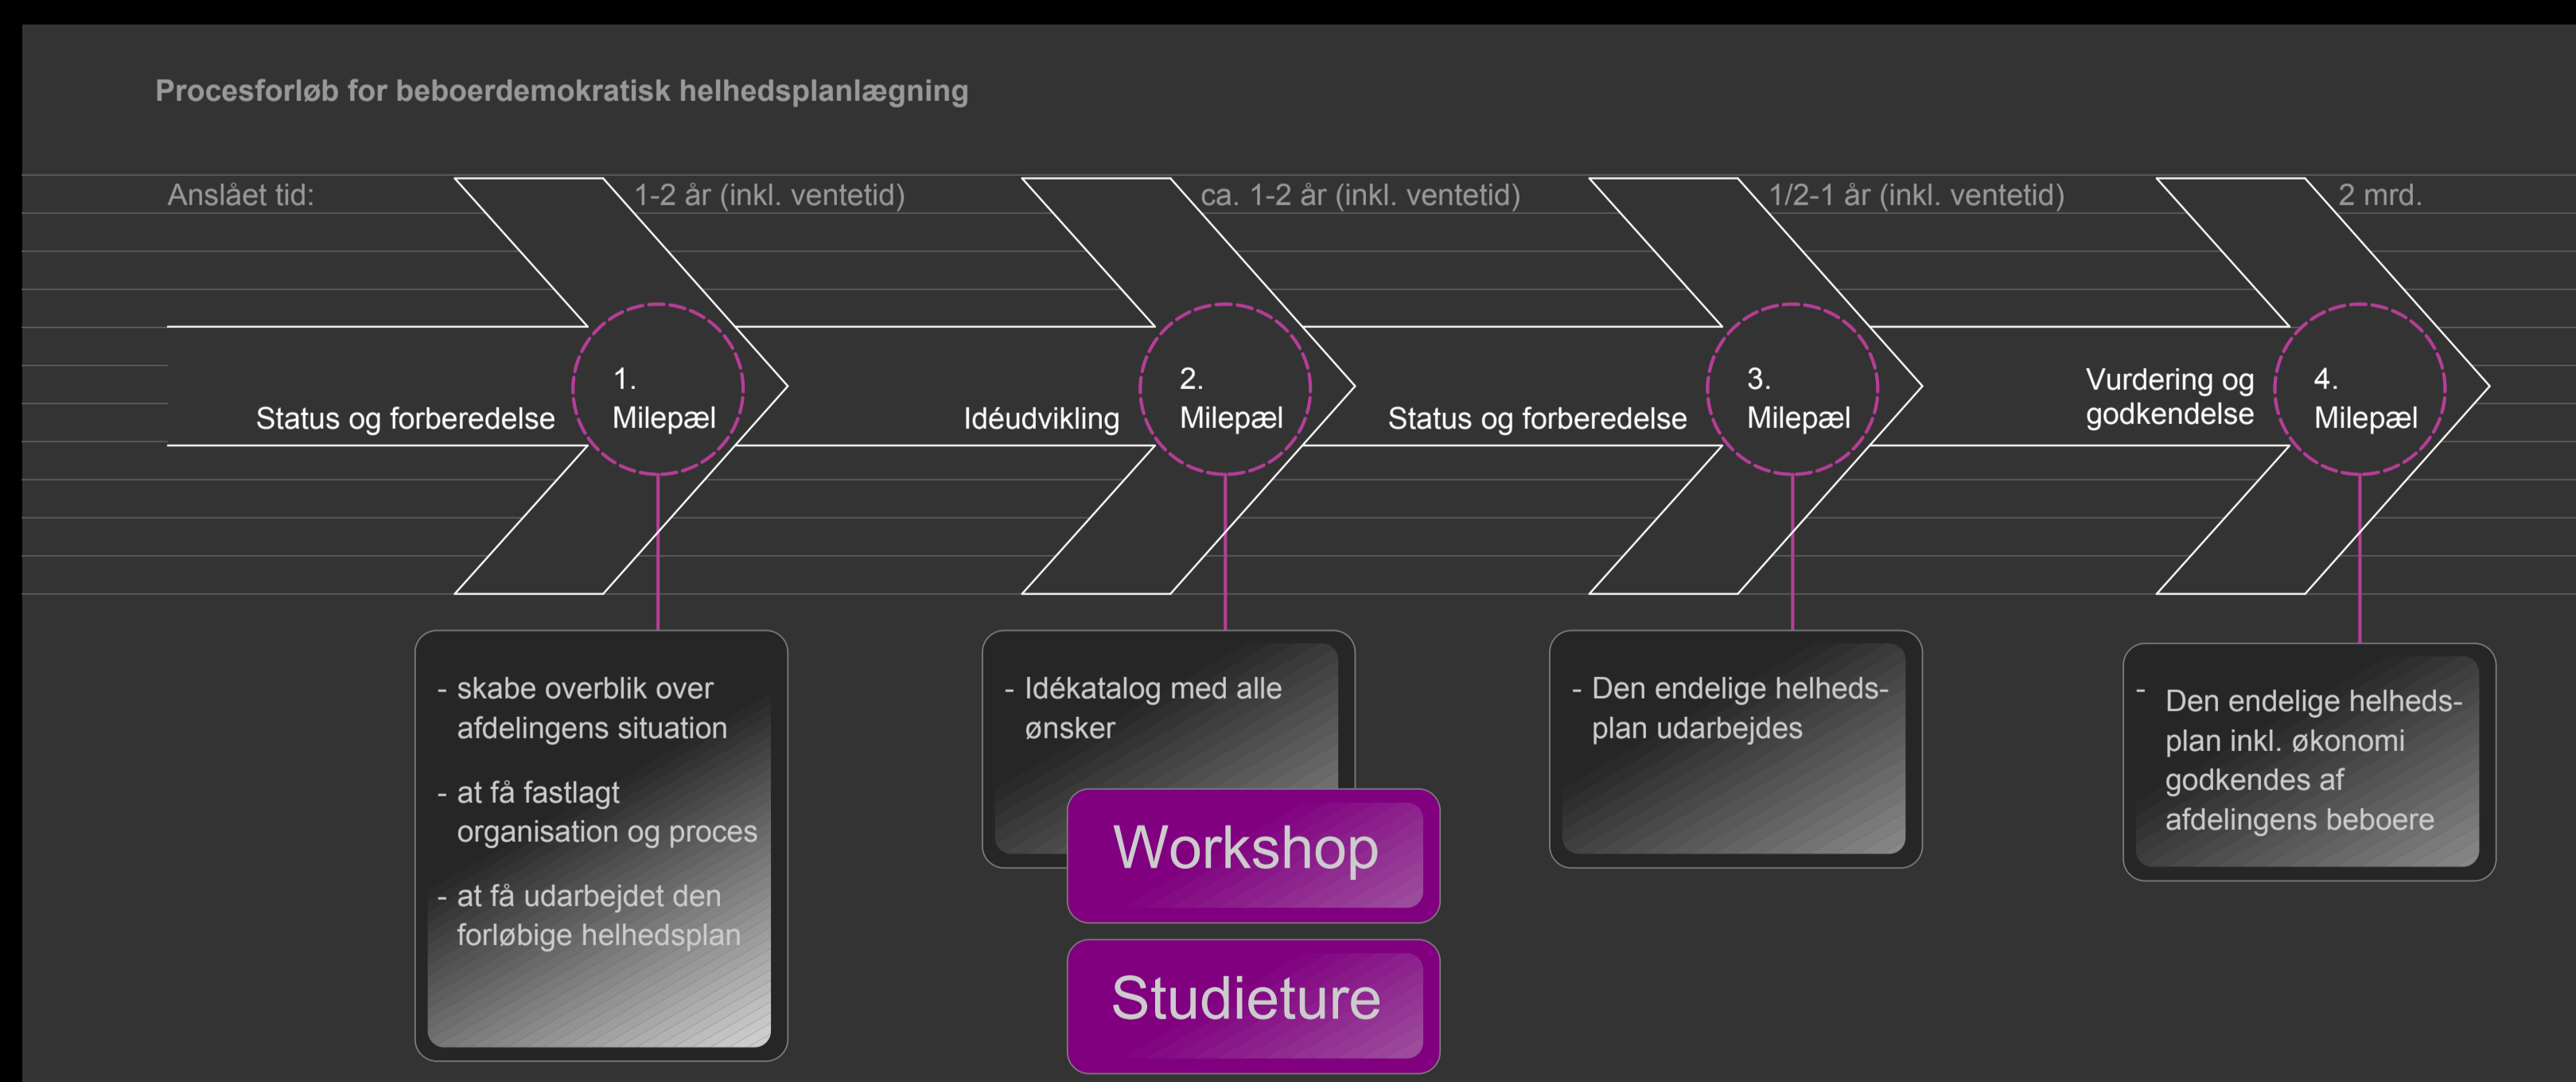 Procesforløb for beboerdemokratisk helhedsplanlægning
Anslået tid:
1-2 år (inkl. ventetid)
ca. 1-2 år (inkl. ventetid)
1/2-1 år (inkl. ventetid)
2 mrd.
Status og forberedelse
1.
Milepæl
Idéudvikling
2.
Milepæl
Status og forberedelse
3.
Milepæl
Vurdering og
godkendelse
4.
Milepæl
- skabe overblik over
afdelingens situation
- at få fastlagt
organisation og proces
- at få udarbejdet den
forløbige helhedsplan
- Idékatalog med alle
ønsker
Workshop
Studieture
- Den endelige helheds-
plan udarbejdes
- Den endelige helheds-
plan inkl. økonomi
godkendes af
afdelingens beboere